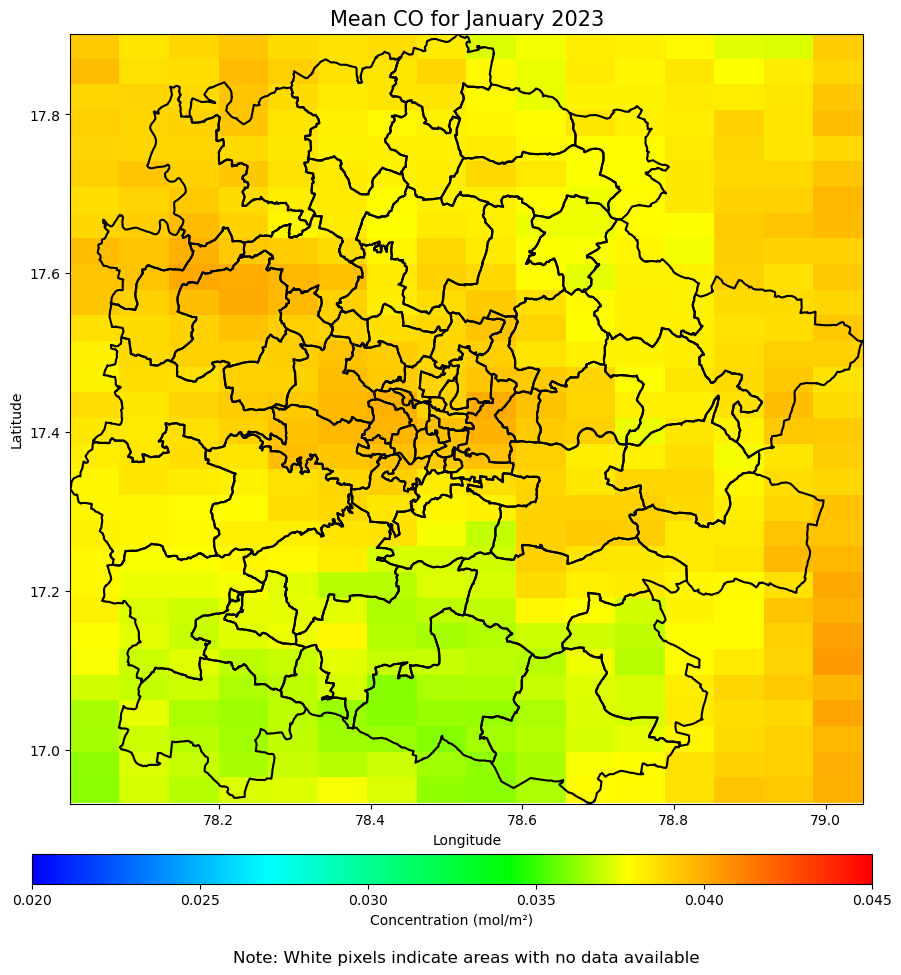 Mean CO for January 2023
17.8
17.6
17.4
17.2
17.0
Latitude
78.2 78.4 78.6 78.8 79.0
Longitude
0.020 0.025 0.030 0.035 0.040 0.045
Concentration (mol/m²)
Note: White pixels indicate areas with no data available